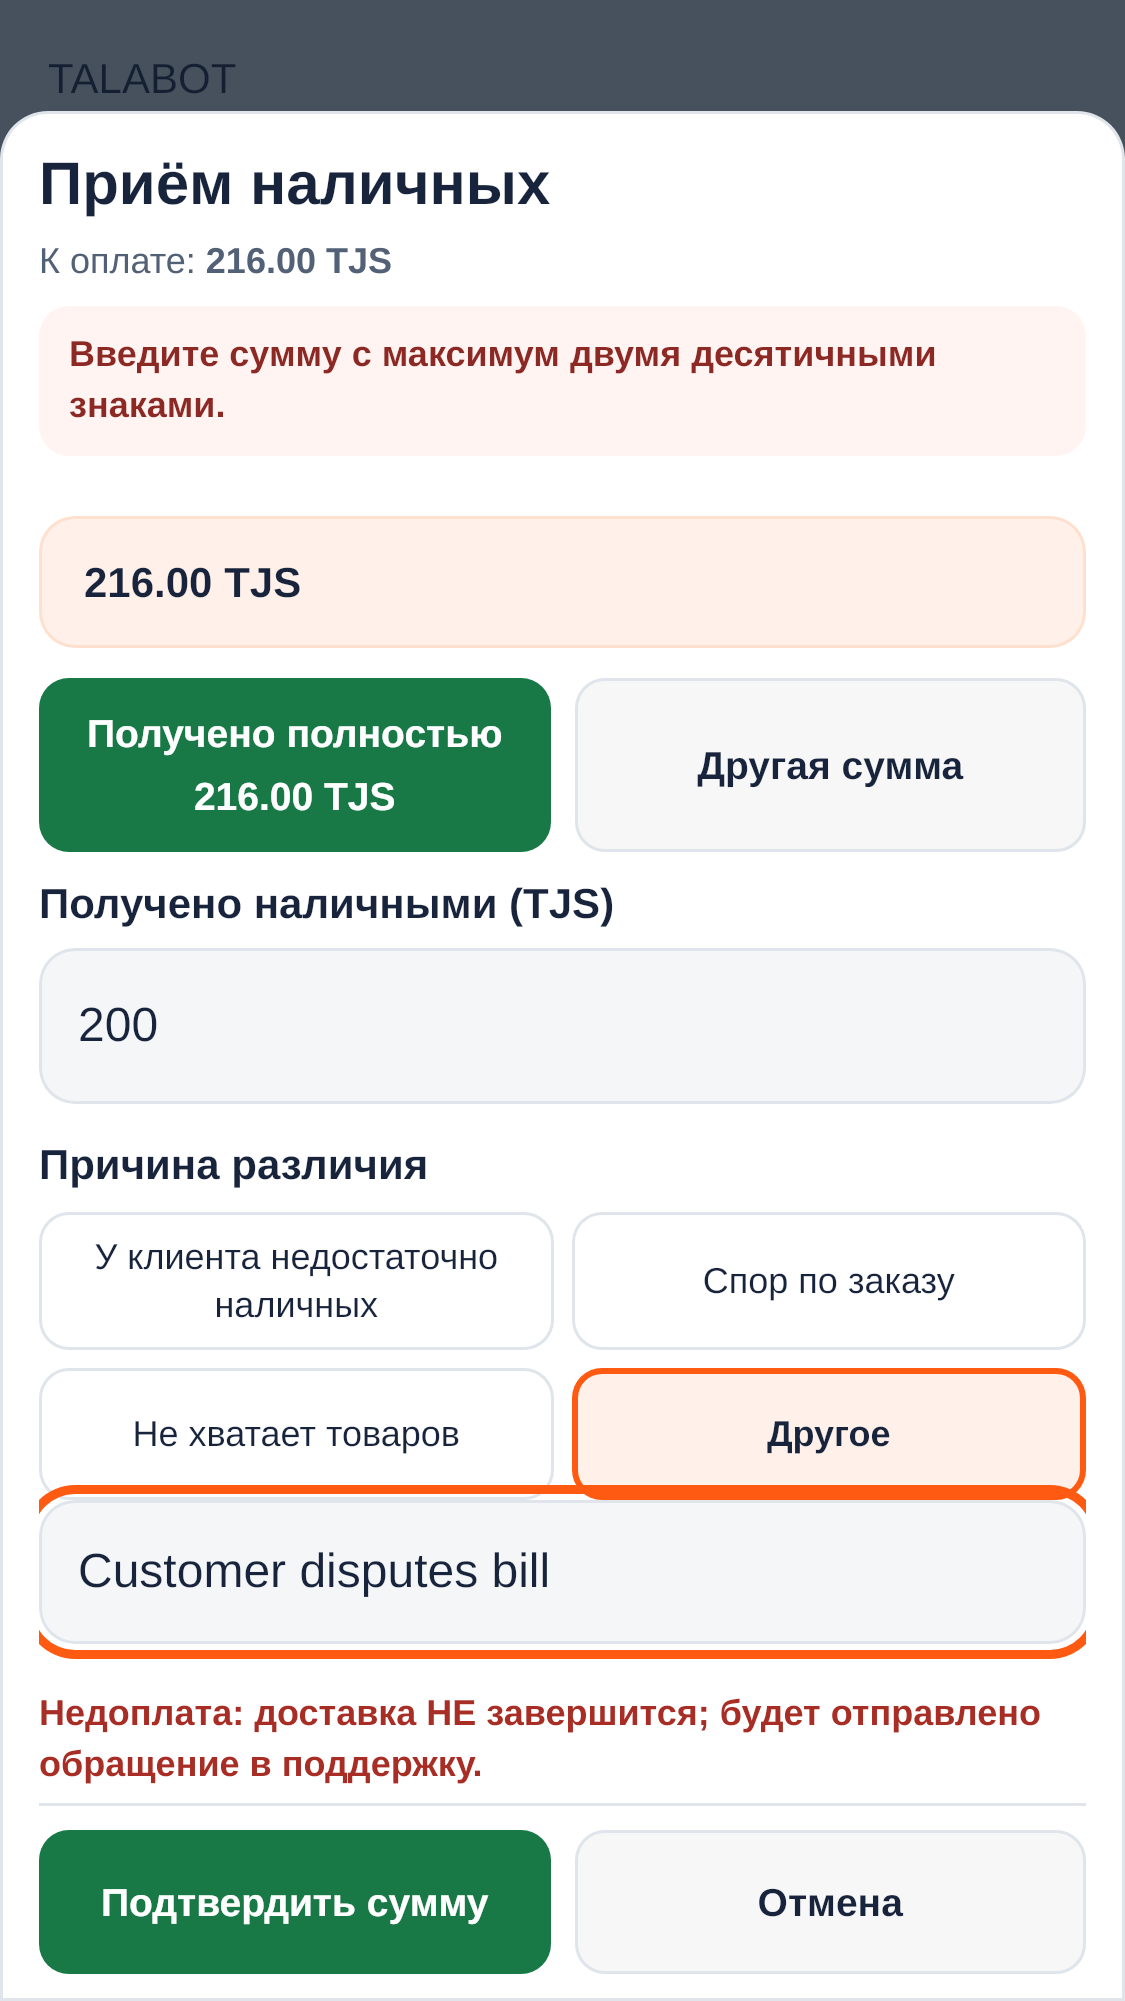 TALABOT
Приём наличных
К оплате: 216.00 TJS
Введите сумму с максимум двумя десятичными
знаками.
216.00 TJS
Получено полностью
216.00 TJS
Другая сумма
Получено наличными (TJS)
200
Причина различия
У клиента недостаточно
наличных
Спор по заказу
Не хватает товаров
Другое
Customer disputes bill
Недоплата: доставка НЕ завершится; будет отправлено
обращение в поддержку.
Подтвердить сумму
Отмена